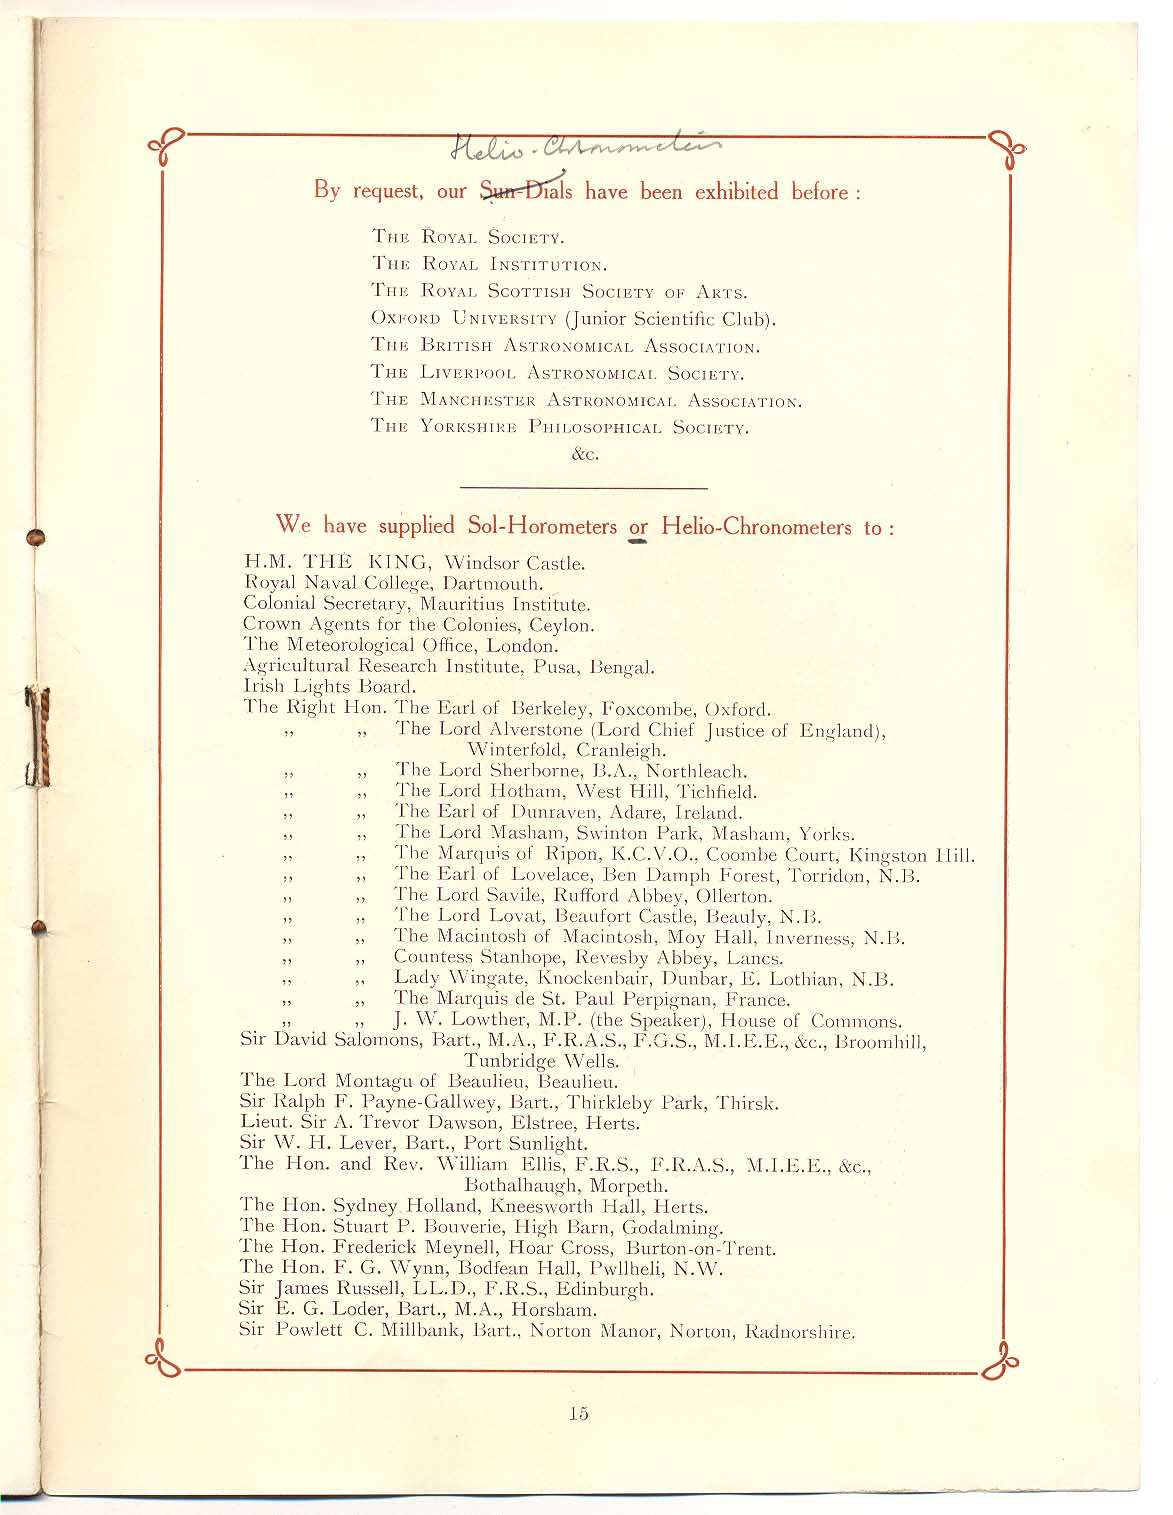 Helio-Chronometers
By request, our Sun-Dials have been exhibited before :
THE ROYAL SOCIETY.
THE ROYAL INSTITUTION.
THE ROYAL SCOTTISH SOCIETY OF ARTS.
OXFORD UNIVERSITY (Junior Scientific Club).
THE BRITISH ASTRONOMICAL ASSOCIATION.
THE LIVERPOOL ASTRONOMICAL SOCIETY.
THE MANCHESTER ASTRONOMICAL ASSOCIATION.
THE YORKSHIRE PHILOSOPHICAL SOCIETY.
&c.
We have supplied Sol-Horometers or Helio-Chronometers to :
H.M. THE KING, Windsor Castle.
Royal Naval College, Dartmouth.
Colonial Secretary, Mauritius Institute.
Crown Agents for the Colonies, Ceylon.
The Meteorological Office, London.
Agricultural Research Institute, Pusa, Bengal.
Irish Lights Board.
The Right Hon. The Earl of Berkeley, Foxcombe, Oxford.
,, ,, The Lord Alverstone (Lord Chief Justice of England),
Winterfold, Cranleigh.
,, ,, The Lord Sherborne, B.A., Northleach.
,, ,, The Lord Hotham, West Hill, Tichfield.
,, ,, The Earl of Dunraven, Adare, Ireland.
,, ,, The Lord Masham, Swinton Park, Masham, Yorks.
,, ,, The Marquis of Ripon, K.C.V.O., Coombe Court, Kingston Hill.
,, ,, The Earl of Lovelace, Ben Damph Forest, Torridon, N.B.
,, ,, The Lord Savile, Rufford Abbey, Ollerton.
,, ,, The Lord Lovat, Beaufort Castle, Beauly, N.B.
,, ,, The Macintosh of Macintosh, Moy Hall, Inverness, N.B.
,, ,, Countess Stanhope, Revesby Abbey, Lancs.
,, ,, Lady Wingate, Knockenbair, Dunbar, E. Lothian, N.B.
,, ,, The Marquis de St. Paul Perpignan, France.
,, ,, J. W. Lowther, M.P. (the Speaker), House of Commons.
Sir David Salomons, Bart., M.A., F.R.A.S., F.G.S., M.I.E.E., &c., Broomhill,
Tunbridge Wells.
The Lord Montagu of Beaulieu, Beaulieu.
Sir Ralph F. Payne-Gallwey, Bart., Thirkleby Park, Thirsk.
Lieut. Sir A. Trevor Dawson, Elstree, Herts.
Sir W. H. Lever, Bart., Port Sunlight.
The Hon. and Rev. William Ellis, F.R.S., F.R.A.S., M.I.E.E., &c.,
Bothalhaugh, Morpeth.
The Hon. Sydney Holland, Kneesworth Hall, Herts.
The Hon. Stuart P. Bouverie, High Barn, Godalming.
The Hon. Frederick Meynell, Hoar Cross, Burton-on-Trent.
The Hon. F. G. Wynn, Bodfean Hall, Pwllheli, N.W.
Sir James Russell, LL.D., F.R.S., Edinburgh.
Sir E. G. Loder, Bart., M.A., Horsham.
Sir Powlett C. Millbank, Bart., Norton Manor, Norton, Radnorshire.
15